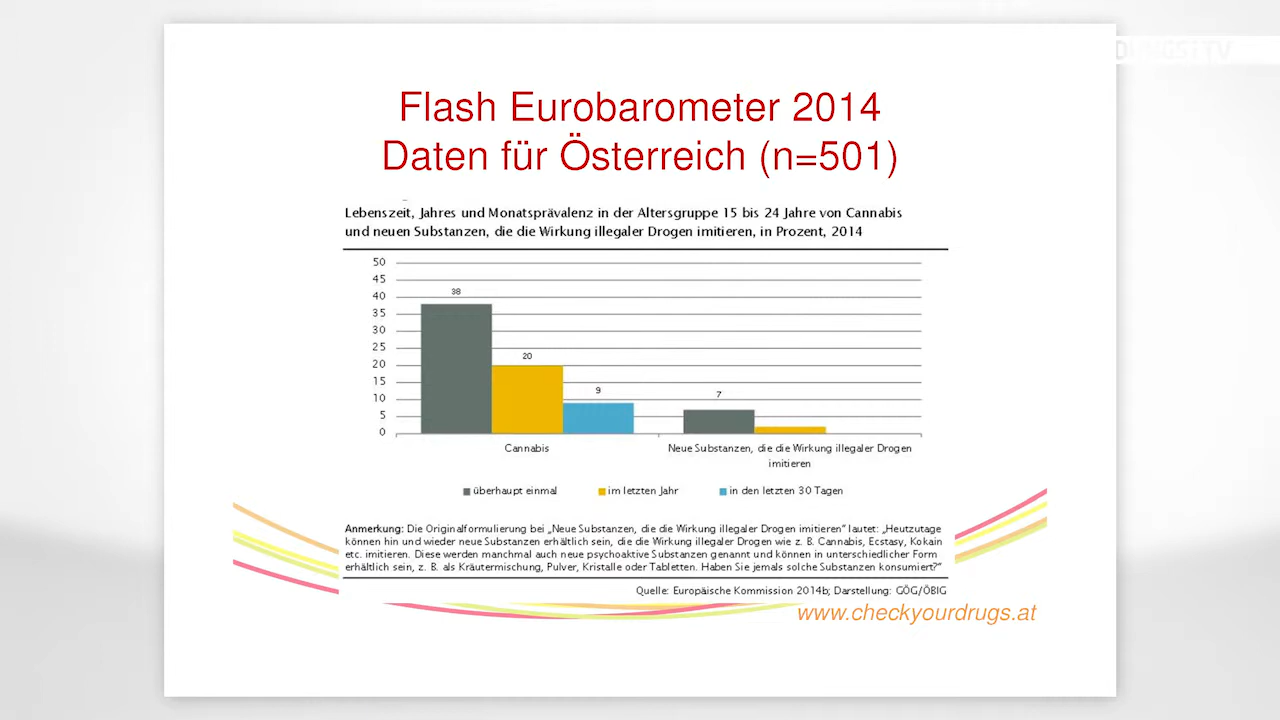 DRUGS|TV
Flash Eurobarometer 2014
Daten für Österreich (n=501)
Lebenszeit, Jahres und Monatsprävalenz in der Altersgruppe 15 bis 24 Jahre von Cannabis
und neuen Substanzen, die die Wirkung illegaler Drogen imitieren, in Prozent, 2014
50
45
40
35
30
25
20
15
10
5
0
38
20
9
7
Cannabis
Neue Substanzen, die die Wirkung illegaler Drogen
imitieren
überhaupt einmal
im letzten Jahr
in den letzten 30 Tagen
Anmerkung: Die Originalformulierung bei „Neue Substanzen, die die Wirkung illegaler Drogen imitieren“ lautet: „Heutzutage
können hin und wieder neue Substanzen erhältlich sein, die die Wirkung illegaler Drogen wie z. B. Cannabis, Ecstasy, Kokain
etc. imitieren. Diese werden manchmal auch neue psychoaktive Substanzen genannt und können in unterschiedlicher Form
erhältlich sein, z. B. als Kräutermischung, Pulver, Kristalle oder Tabletten. Haben Sie jemals solche Substanzen konsumiert?“
Quelle: Europäische Kommission 2014b; Darstellung: GÖG/ÖBIG
www.checkyourdrugs.at